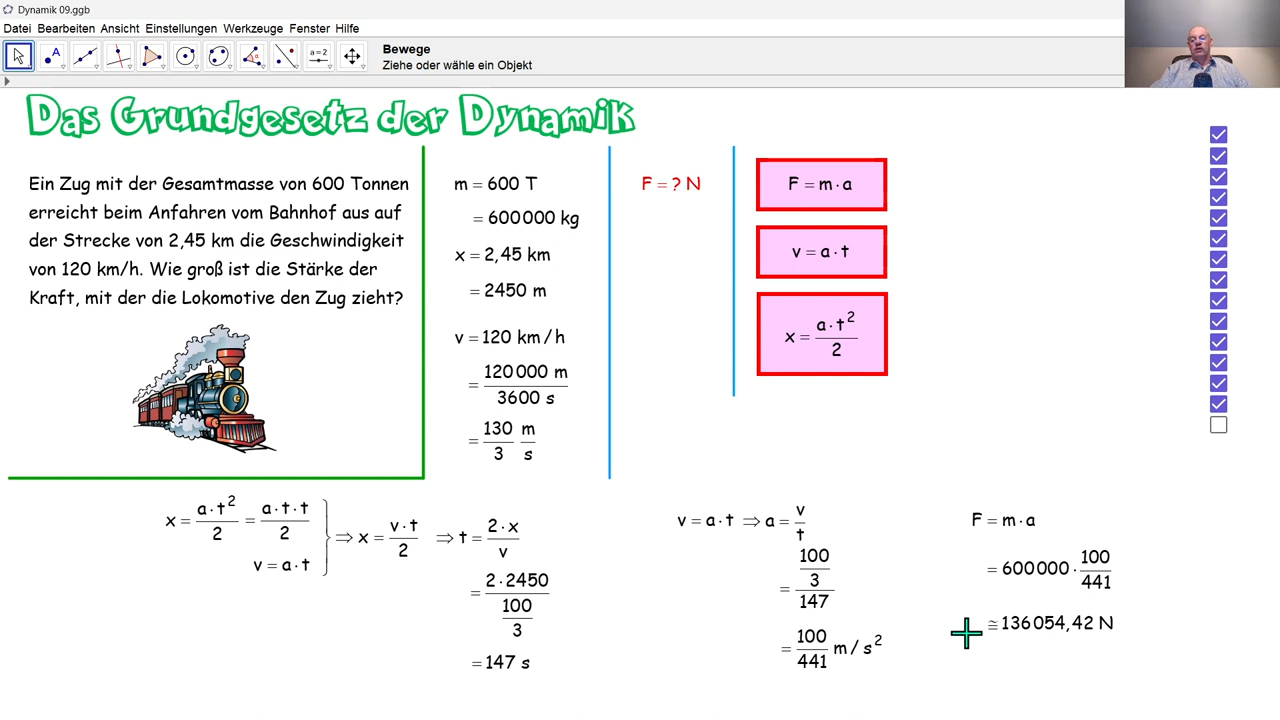 Dynamik 09.ggb
Datei Bearbeiten Ansicht Einstellungen Werkzeuge Fenster Hilfe
A
a=2
Bewege
Ziehe oder wähle ein Objekt
Das Grundgesetz der Dynamik
Ein Zug mit der Gesamtmasse von 600 Tonnen
erreicht beim Anfahren vom Bahnhof aus auf
der Strecke von 2,45 km die Geschwindigkeit
von 120 km/h. Wie groß ist die Stärke der
Kraft, mit der die Lokomotive den Zug zieht?
m = 600 T
= 600000 kg
x = 2,45 km
= 2450 m
v = 120 km/h
= 120000 m / 3600 s
= 130/3 m/s
F = ? N
F = m·a
v = a·t
x = a·t²/2
x = a·t²/2 = a·t·t/2
v = a·t
⇒ x = v·t/2 ⇒ t = 2·x/v
= 2·2450 / (100/3)
= 147 s
v = a·t ⇒ a = v/t
= (100/3) / 147
= 100/441 m/s²
F = m·a
= 600000 · 100/441
≅ 136054,42 N